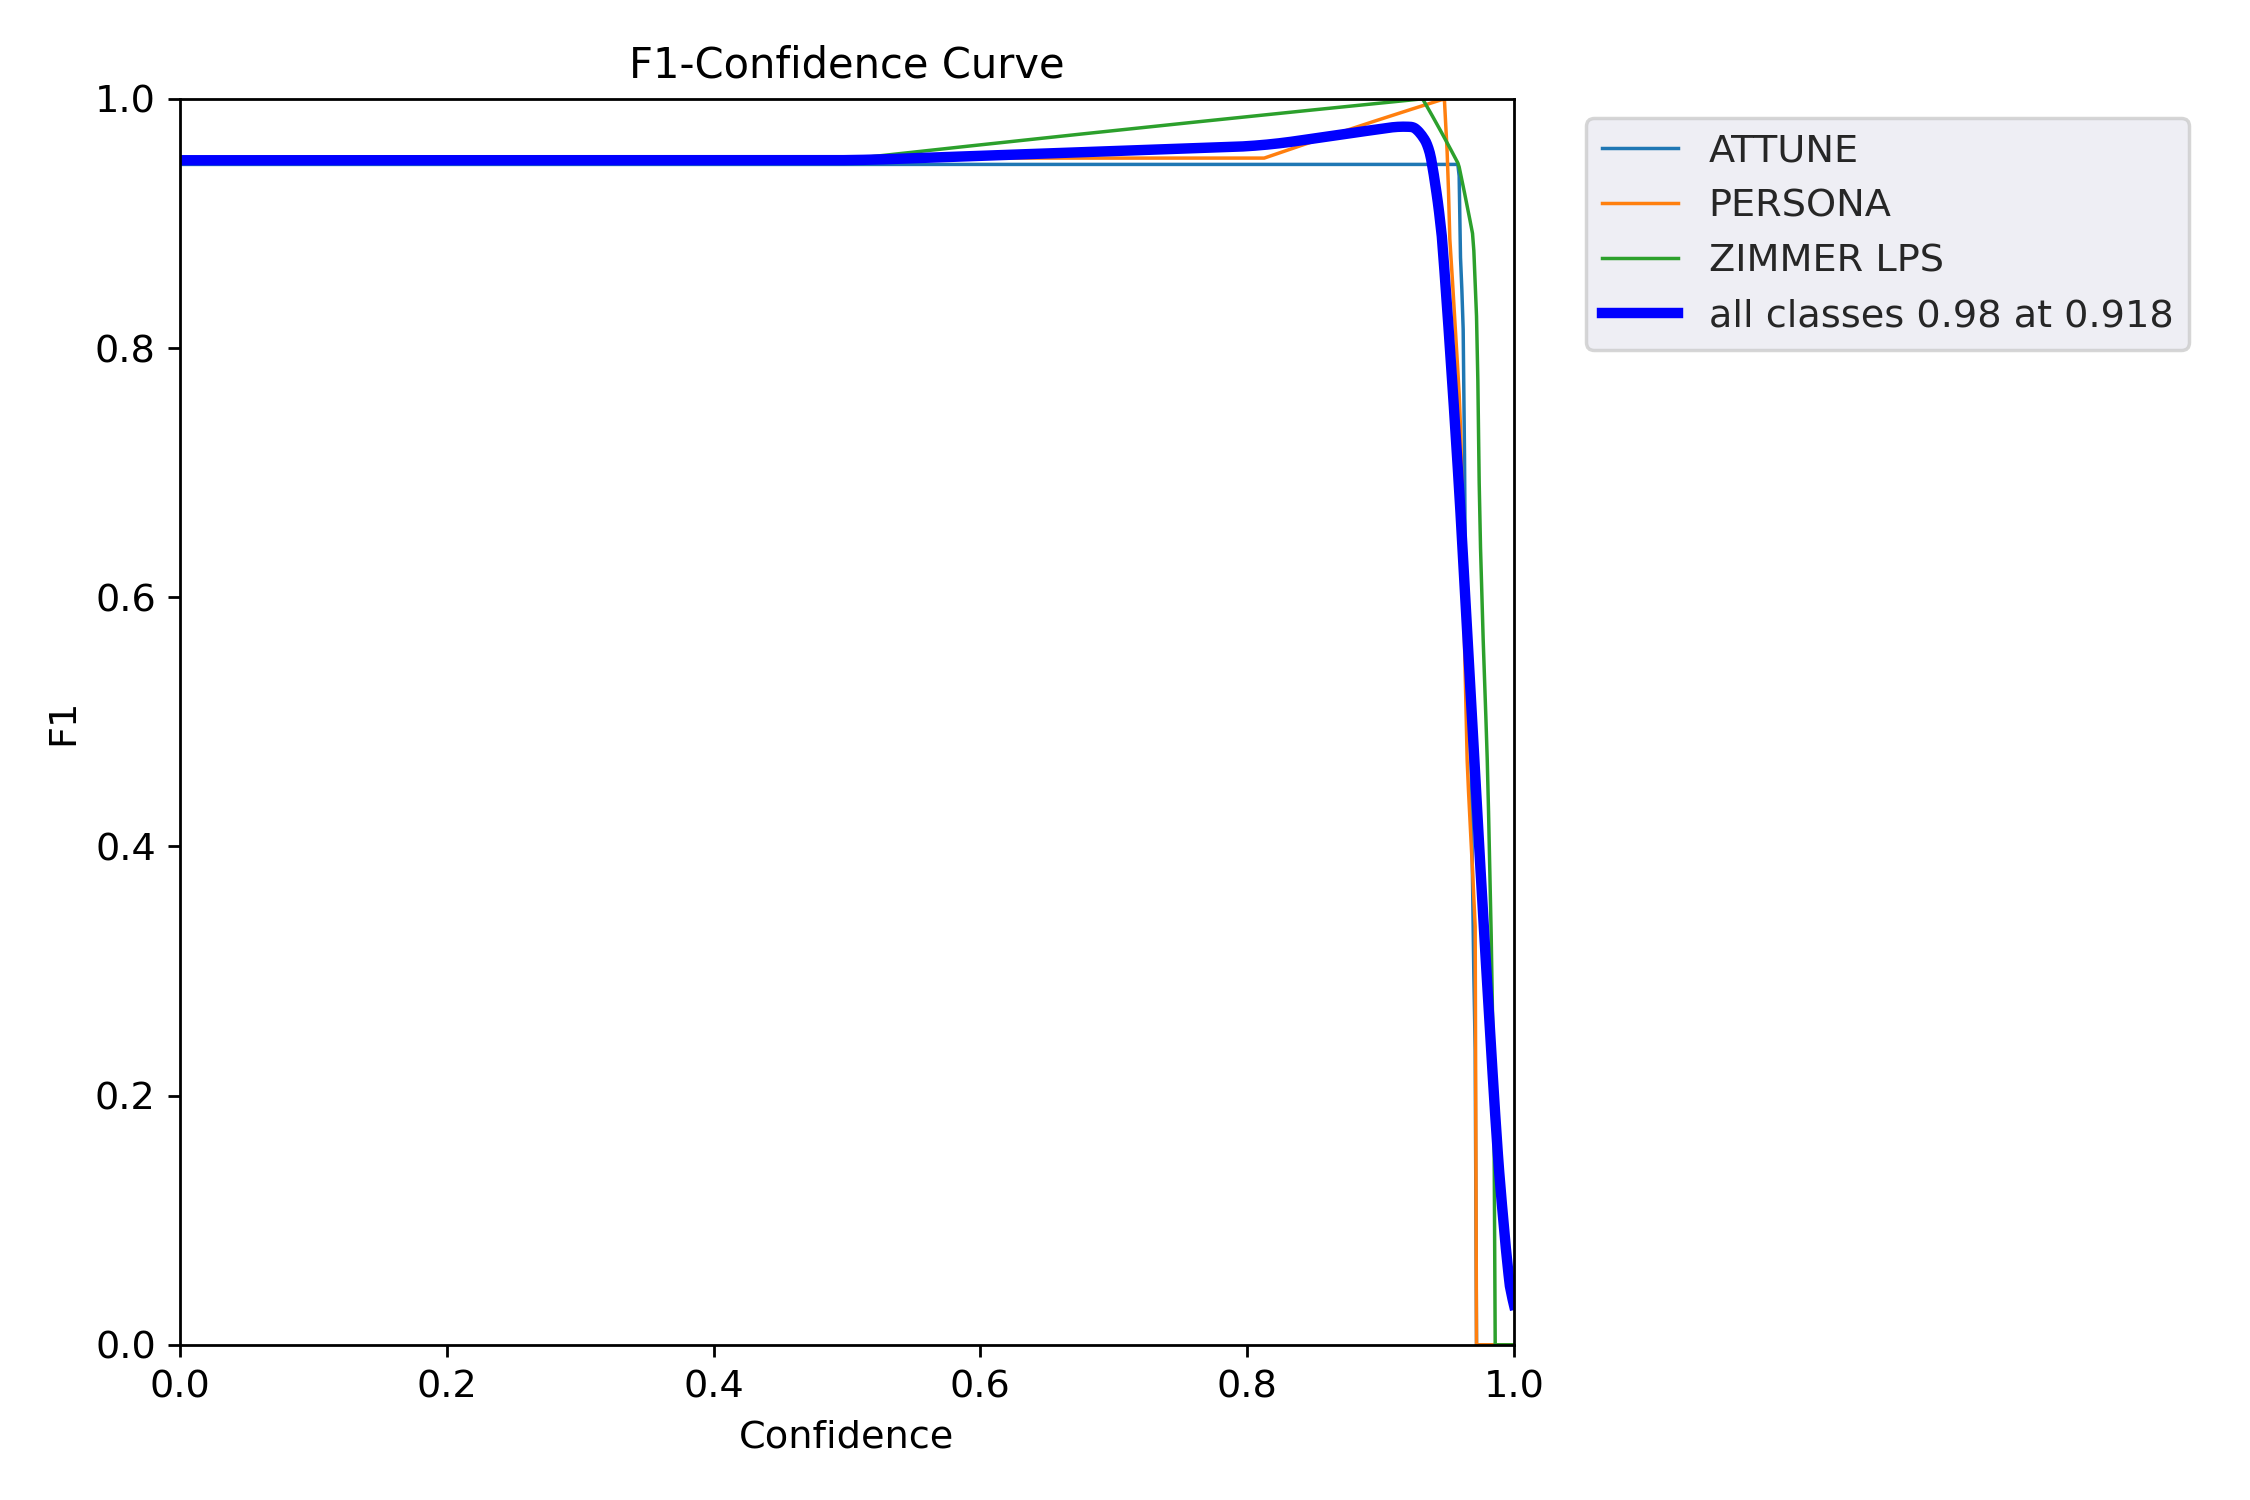 F1-Confidence Curve
1.0
0.8
0.6
0.4
0.2
0.0
F1
0.0 0.2 0.4 0.6 0.8 1.0
Confidence
ATTUNE
PERSONA
ZIMMER LPS
all classes 0.98 at 0.918